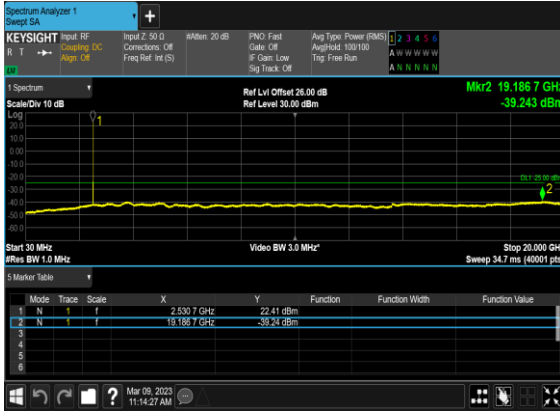 Spectrum Analyzer 1
Swept SA
+
KEYSIGHT Input: RF Input Z: 50 Ω #Atten: 20 dB PNO: Fast Avg Type: Power (RMS) 1 2 3 4 5 6
R T Coupling: DC Corrections: Off Gate: Off Avg|Hold: 100/100 A W W W W W
Align: Off Freq Ref: Int (S) IF Gain: Low Trig: Free Run
Sig Track: Off A N N N N N
1 Spectrum Ref Lvl Offset 26.00 dB Mkr2 19.186 7 GHz
Scale/Div 10 dB Ref Level 30.00 dBm -39.243 dBm
Log
20.0
10.0
0.00
-10.0
-20.0
-30.0
-40.0
-50.0
-60.0
1
DL1 -25.00 dBm
2
Start 30 MHz Video BW 3.0 MHz* Stop 20.000 GHz
#Res BW 1.0 MHz Sweep 34.7 ms (40001 pts)
5 Marker Table
Mode Trace Scale X Y Function Function Width Function Value
1 N 1 f 2.530 7 GHz 22.41 dBm
2 N 1 f 19.186 7 GHz -39.24 dBm
3
4
5
6
? Mar 09, 2023
11:14:27 AM